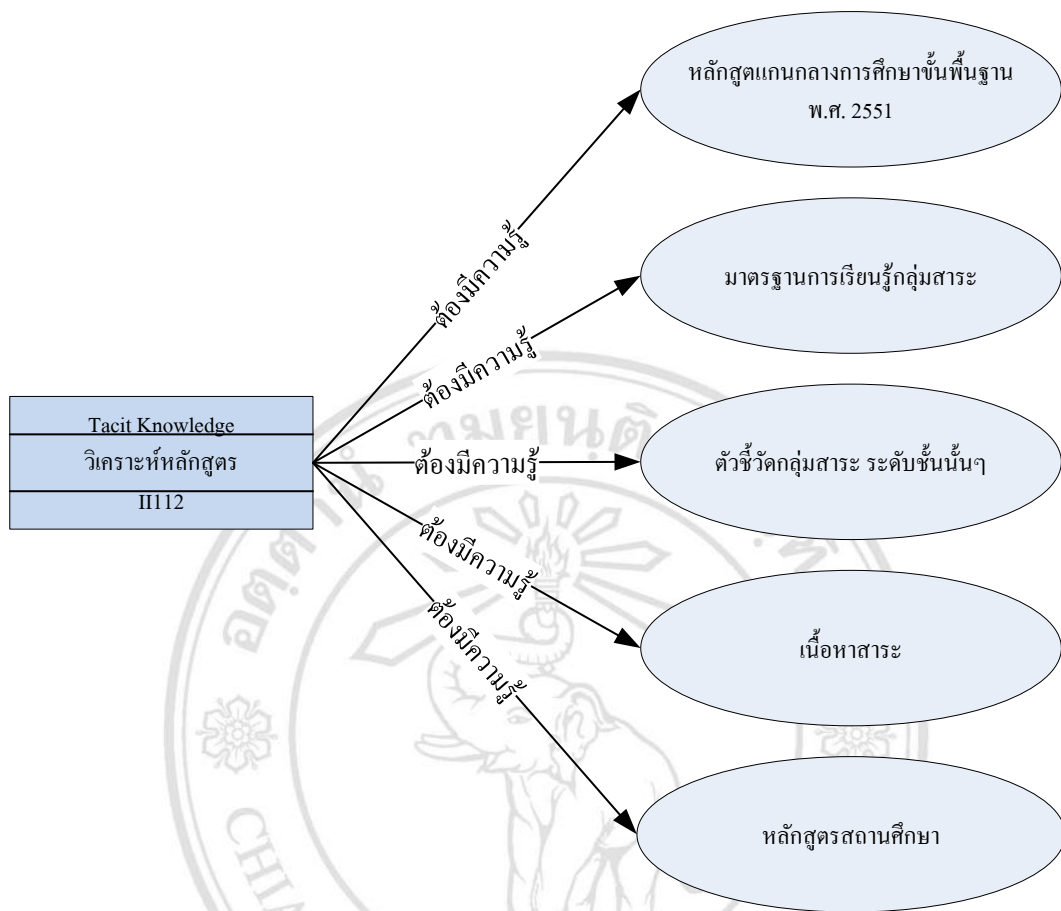 หลักสูตแกนกลางการศึกษาขั้นพื้นฐาน
พ.ศ. 2551
ต้องมีความรู้
มาตรฐานการเรียนรู้กลุ่มสาระ
ต้องมีความรู้
Tacit Knowledge
วิเคราะห์หลักสูตร
II112
ต้องมีความรู้
ตัวชี้วัดกลุ่มสาระ ระดับชั้นนั้นๆ
ต้องมีความรู้
เนื้อหาสาระ
ต้องมีความรู้
หลักสูตรสถานศึกษา